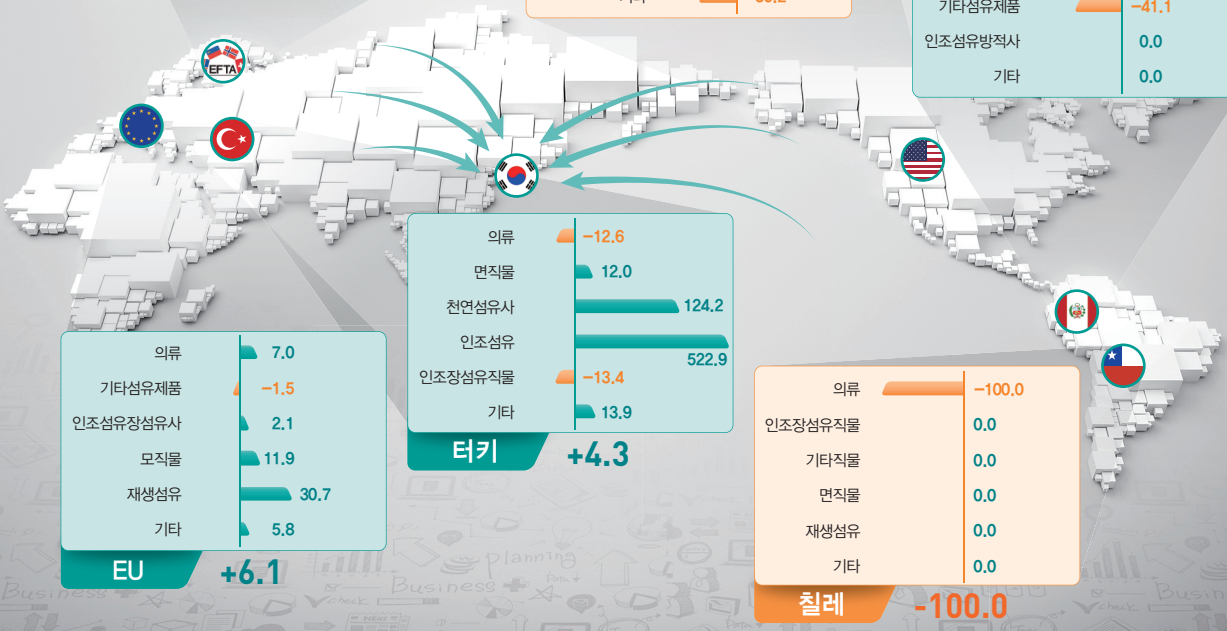 기타섬유제품 -41.1
인조섬유방적사 0.0
기타 0.0
EFTA
의류 -12.6
면직물 12.0
천연섬유사 124.2
인조섬유 522.9
인조장섬유직물 -13.4
기타 13.9
터키 +4.3
의류 7.0
기타섬유제품 -1.5
인조섬유장섬유사 2.1
모직물 11.9
재생섬유 30.7
기타 5.8
EU +6.1
의류 -100.0
인조장섬유직물 0.0
기타직물 0.0
면직물 0.0
재생섬유 0.0
기타 0.0
칠레 -100.0
Planning
Business